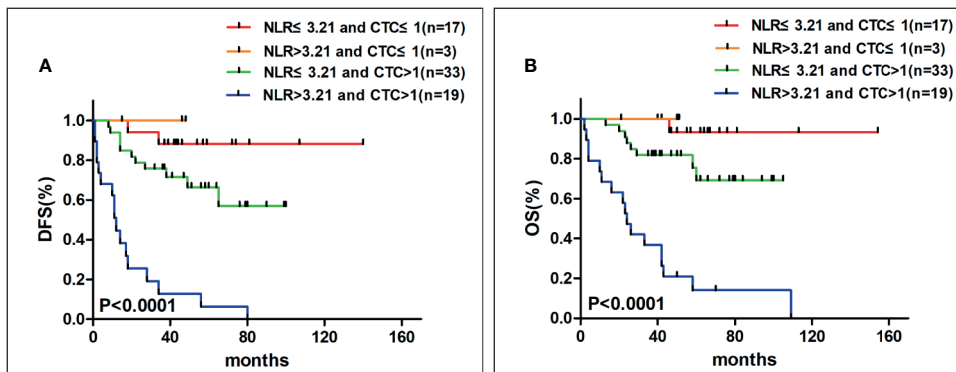 NLR≤ 3.21 and CTC≤ 1(n=17)
NLR>3.21 and CTC≤ 1(n=3)
NLR≤ 3.21 and CTC>1(n=33)
NLR>3.21 and CTC>1(n=19)
A
DFS(%)
1.0
0.8
0.6
0.4
0.2
0.0
P<0.0001
0 40 80 120 160
months
NLR≤ 3.21 and CTC≤ 1(n=17)
NLR>3.21 and CTC≤ 1(n=3)
NLR≤ 3.21 and CTC>1(n=33)
NLR>3.21 and CTC>1(n=19)
B
OS(%)
1.0
0.8
0.6
0.4
0.2
0.0
P<0.0001
0 40 80 120 160
months